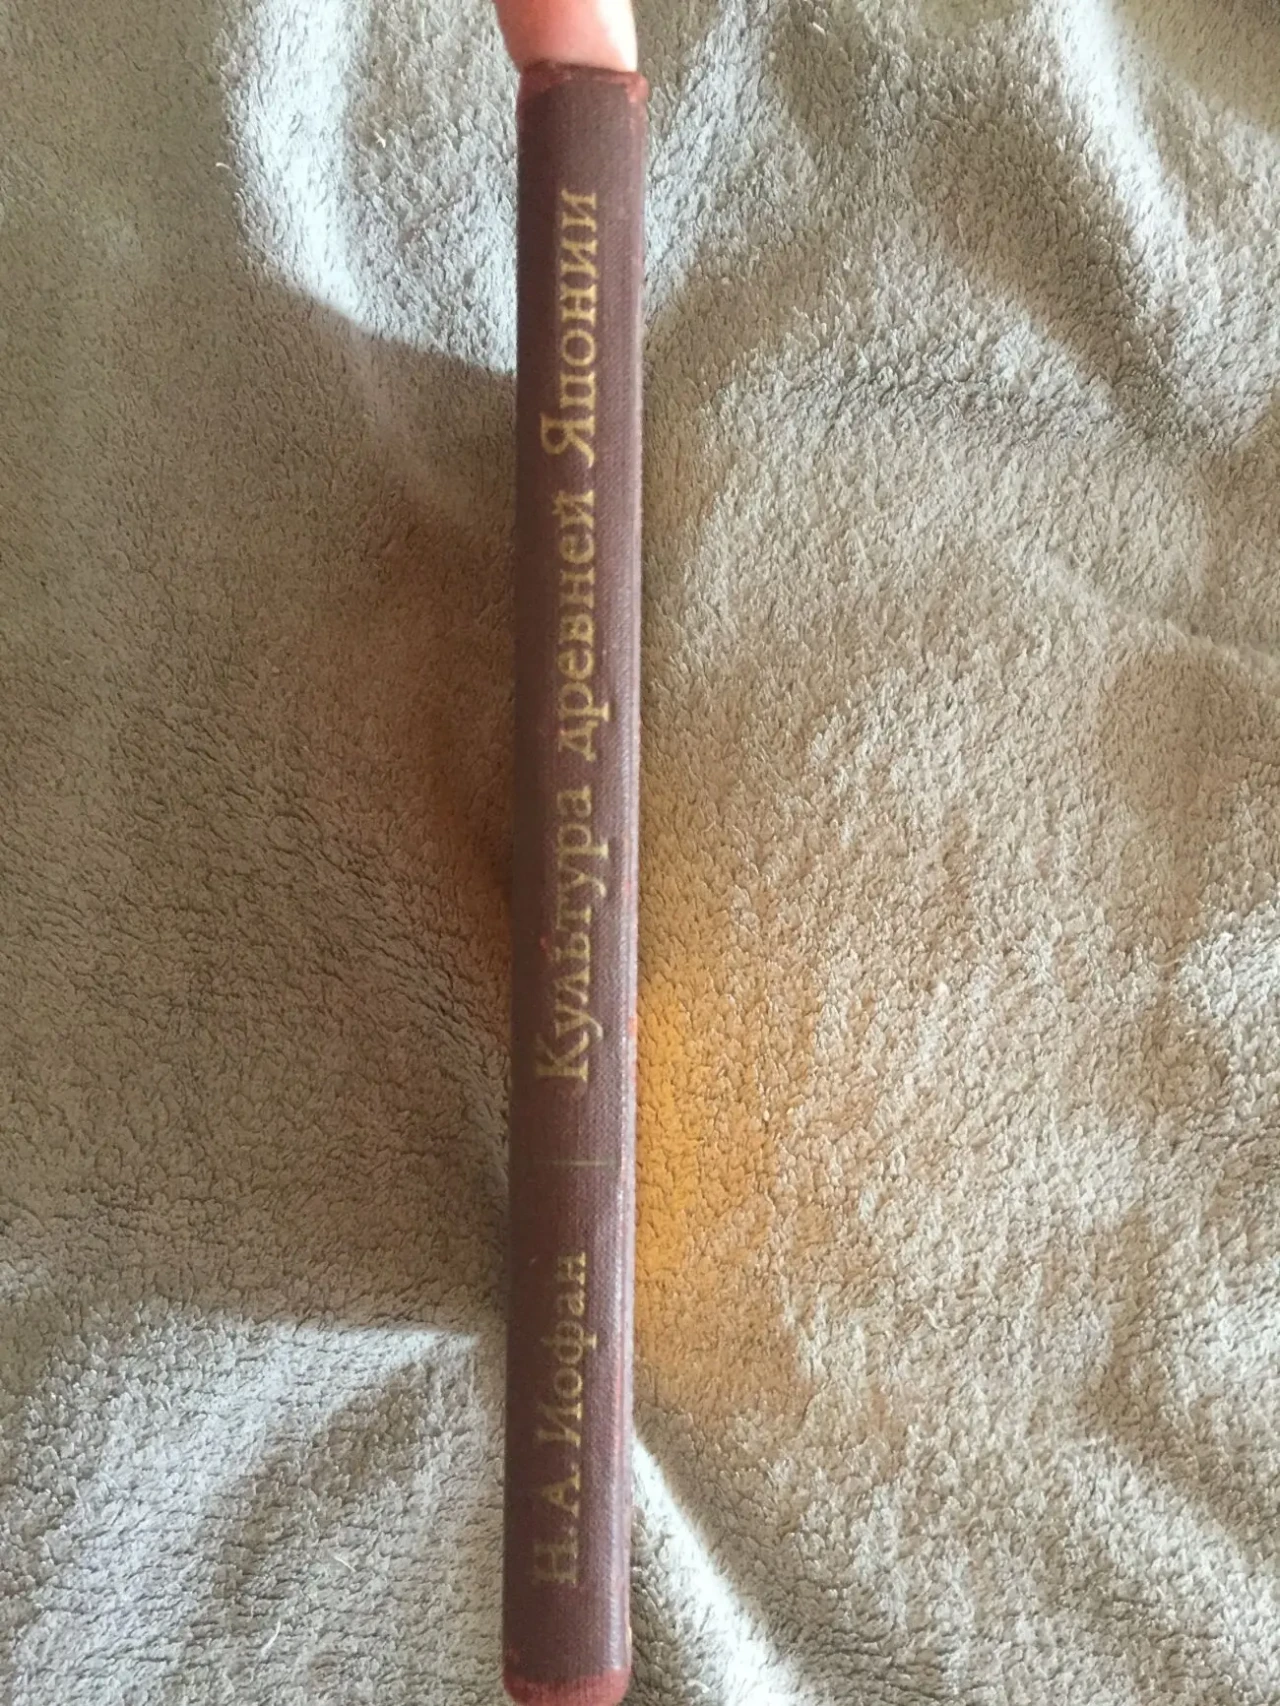 Н. А. Иофан | Культура древней Японии